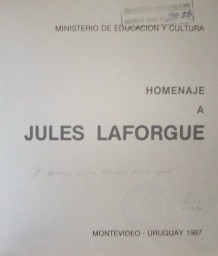 MINISTERIO DE EDUCACION Y CULTURA
HOMENAJE
A
JULES LAFORGUE
MONTEVIDEO - URUGUAY 1987